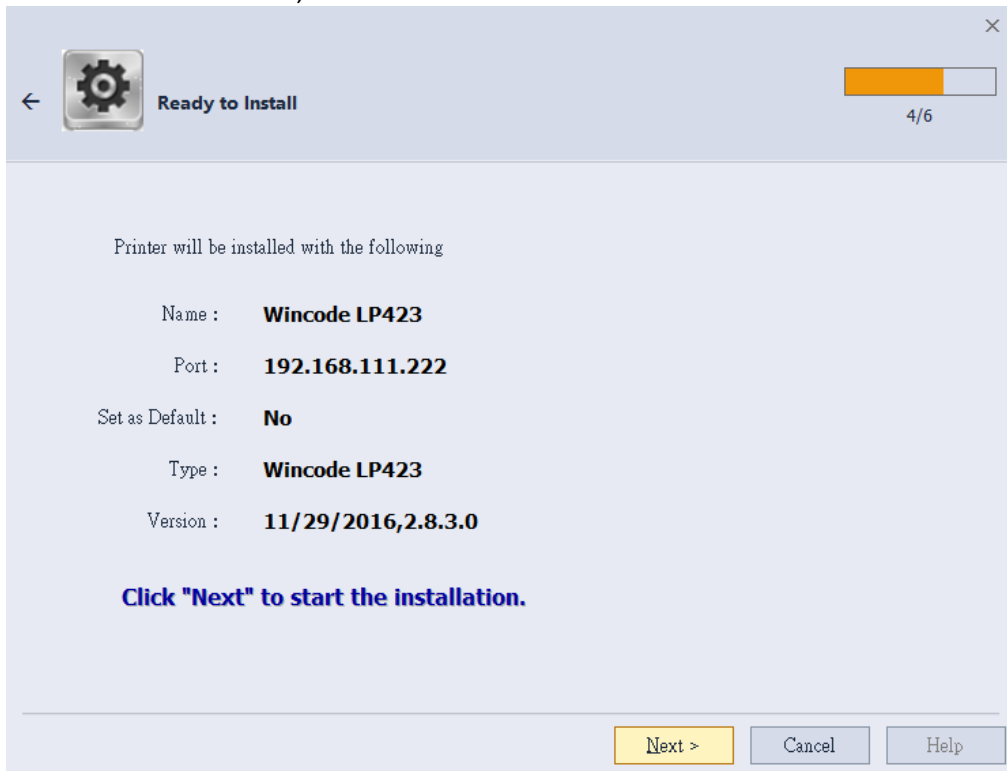 Ready to Install
4/6
Printer will be installed with the following
Name : Wincode LP423
Port : 192.168.111.222
Set as Default : No
Type : Wincode LP423
Version : 11/29/2016,2.8.3.0
Click "Next" to start the installation.
Next > Cancel Help